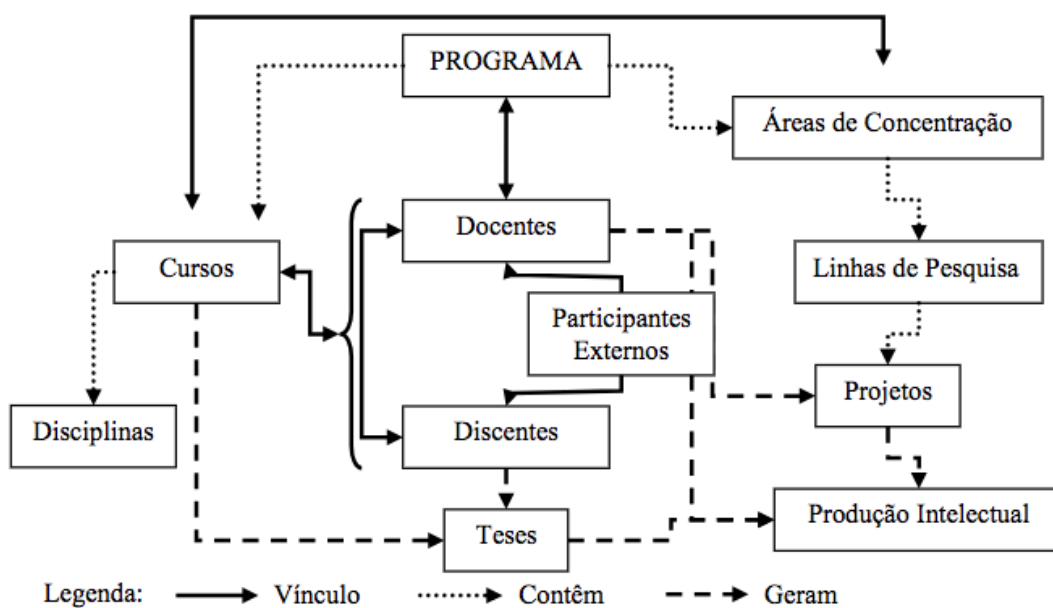 PROGRAMA
Áreas de Concentração
Docentes
Cursos
Linhas de Pesquisa
Participantes
Externos
Projetos
Disciplinas
Discentes
Produção Intelectual
Teses
Legenda: Vínculo Contêm Geram